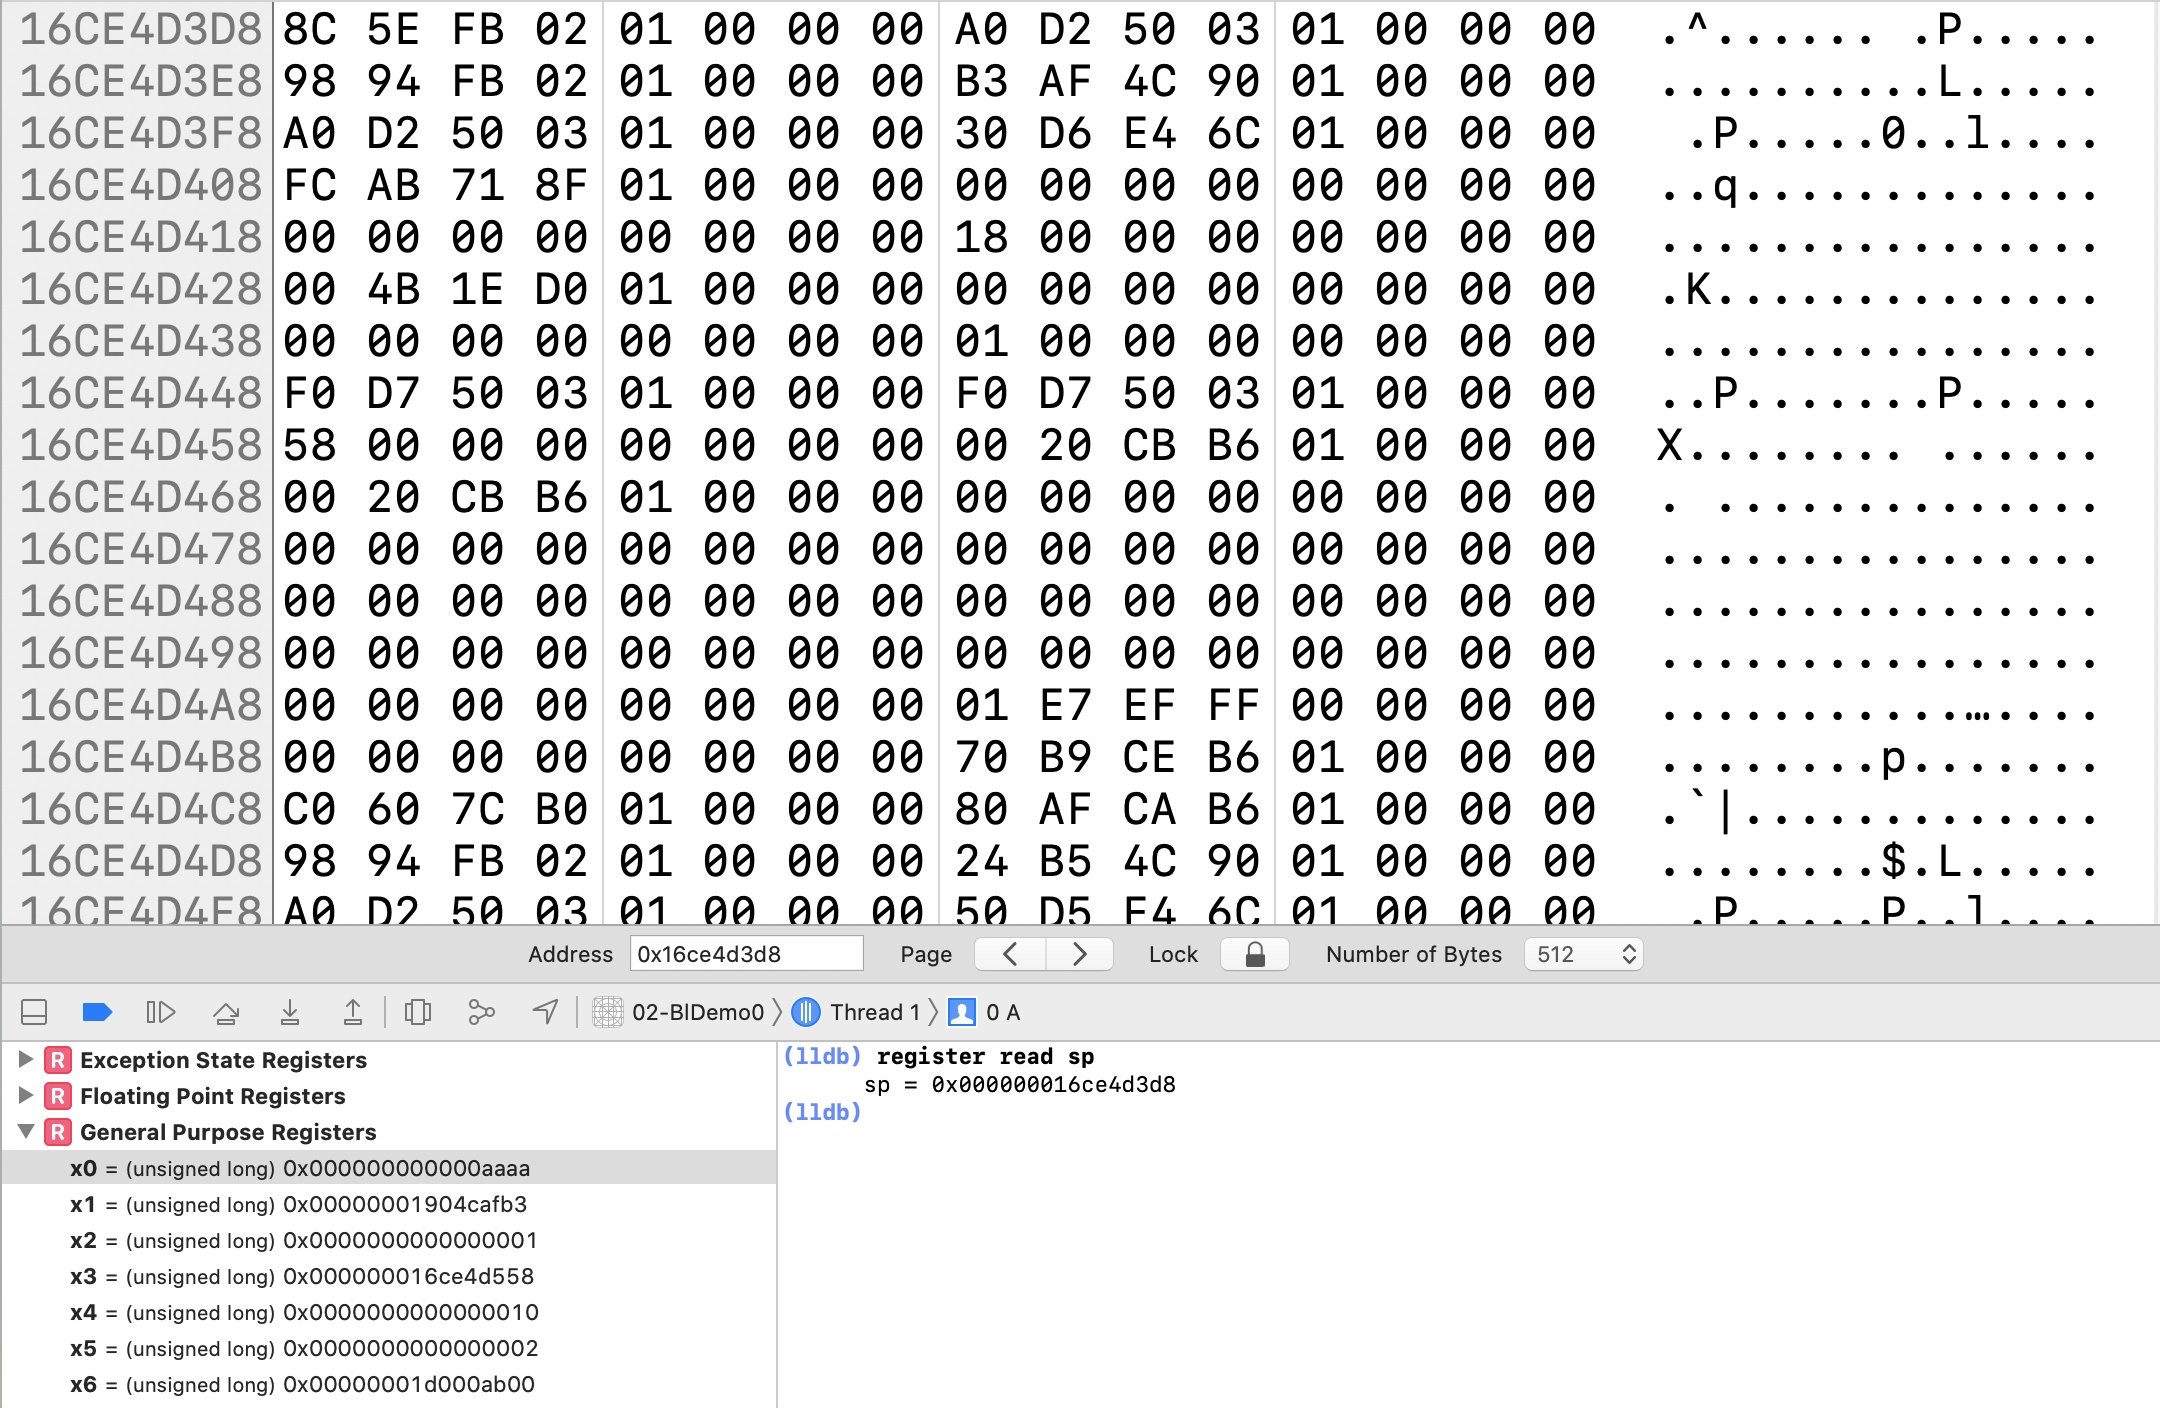 16CE4D3D8 8C 5E FB 02 01 00 00 00 A0 D2 50 03 01 00 00 00 .^...... .P.....
16CE4D3E8 98 94 FB 02 01 00 00 00 B3 AF 4C 90 01 00 00 00 ..........L.....
16CE4D3F8 A0 D2 50 03 01 00 00 00 30 D6 E4 6C 01 00 00 00  .P.....0..l....
16CE4D408 FC AB 71 8F 01 00 00 00 00 00 00 00 00 00 00 00 ..q.............
16CE4D418 00 00 00 00 00 00 00 00 18 00 00 00 00 00 00 00 ................
16CE4D428 00 4B 1E D0 01 00 00 00 00 00 00 00 00 00 00 00 .K..............
16CE4D438 00 00 00 00 00 00 00 00 01 00 00 00 00 00 00 00 ................
16CE4D448 F0 D7 50 03 01 00 00 00 F0 D7 50 03 01 00 00 00 ..P.......P.....
16CE4D458 58 00 00 00 00 00 00 00 00 20 CB B6 01 00 00 00 X........ ......
16CE4D468 00 20 CB B6 01 00 00 00 00 00 00 00 00 00 00 00 . ..............
16CE4D478 00 00 00 00 00 00 00 00 00 00 00 00 00 00 00 00 ................
16CE4D488 00 00 00 00 00 00 00 00 00 00 00 00 00 00 00 00 ................
16CE4D498 00 00 00 00 00 00 00 00 00 00 00 00 00 00 00 00 ................
16CE4D4A8 00 00 00 00 00 00 00 00 01 E7 EF FF 00 00 00 00 ...........…....
16CE4D4B8 00 00 00 00 00 00 00 00 70 B9 CE B6 01 00 00 00 ........p.......
16CE4D4C8 C0 60 7C B0 01 00 00 00 80 AF CA B6 01 00 00 00 .`|.............
16CE4D4D8 98 94 FB 02 01 00 00 00 24 B5 4C 90 01 00 00 00 ........$.L.....
16CE4D4E8 A0 D2 50 03 01 00 00 00 50 D5 E4 6C 01 00 00 00  .P.....P..l....
Address 0x16ce4d3d8 Page Lock Number of Bytes 512
02-BlDemo0 Thread 1 0 A
R Exception State Registers
R Floating Point Registers
R General Purpose Registers
x0 = (unsigned long) 0x000000000000aaaa
x1 = (unsigned long) 0x00000001904cafb3
x2 = (unsigned long) 0x0000000000000001
x3 = (unsigned long) 0x000000016ce4d558
x4 = (unsigned long) 0x0000000000000010
x5 = (unsigned long) 0x0000000000000002
x6 = (unsigned long) 0x00000001d000ab00
(lldb) register read sp
sp = 0x000000016ce4d3d8
(lldb)